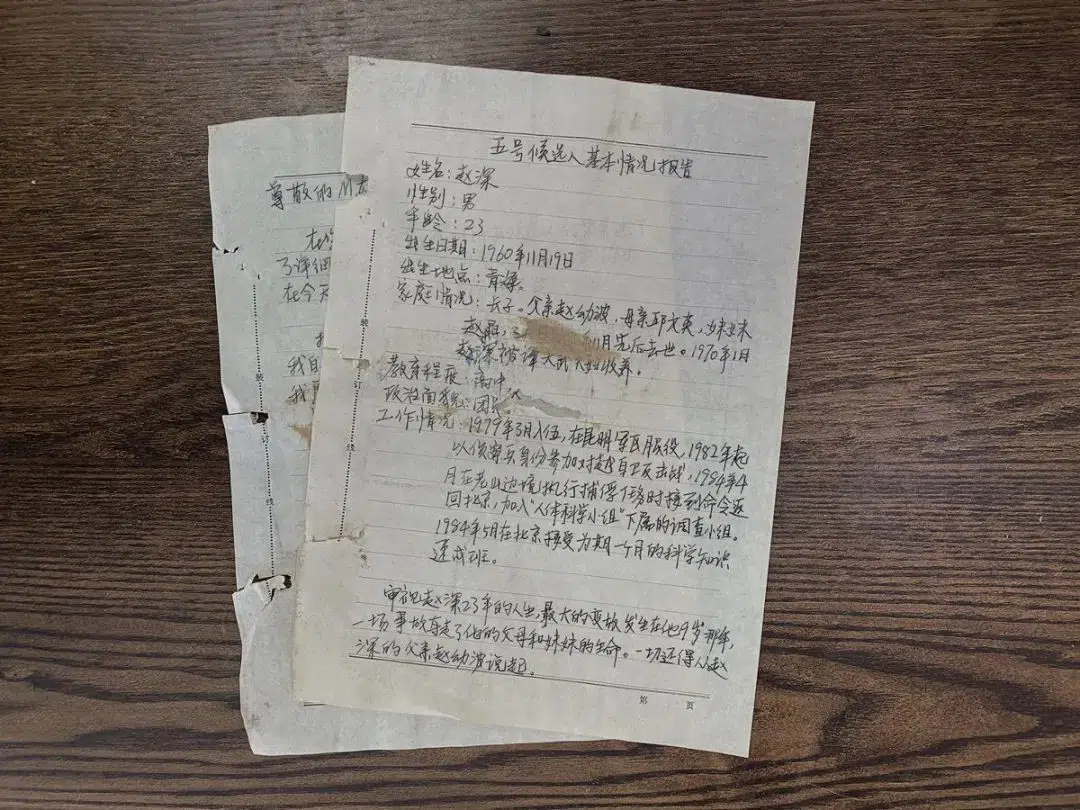 五号候选人基本情况报告
姓名：赵深
性别：男
年龄：23
出生日期：1960年11月19日
出生地点：青溪。
家庭情况：长子。父亲赵幼波，母亲邱文英，妹妹
赵 11月先后去世。1970年1月
赵深被 收养。
教育程度：高中
政治面貌：团员
工作情况：1979年3月入伍，在昆明军区服役，1982年起
以侦察兵身份参加对越自卫反击战，1984年4
月在老山边境执行捕俘任务时接到命令返
回北京，加入“人体科学小组”下属的调查小组。
1984年5月在北京接受为期一个月的科学知识
速成班。
审视赵深23年的人生，最大的变故发生在他9岁那年，
一场事故夺走了他的父母和妹妹的生命。一切还得从赵
深的父亲赵幼波说起。
第 页
装 订 线
尊敬的
在
了详细
在今天
我自
我
装 订 线